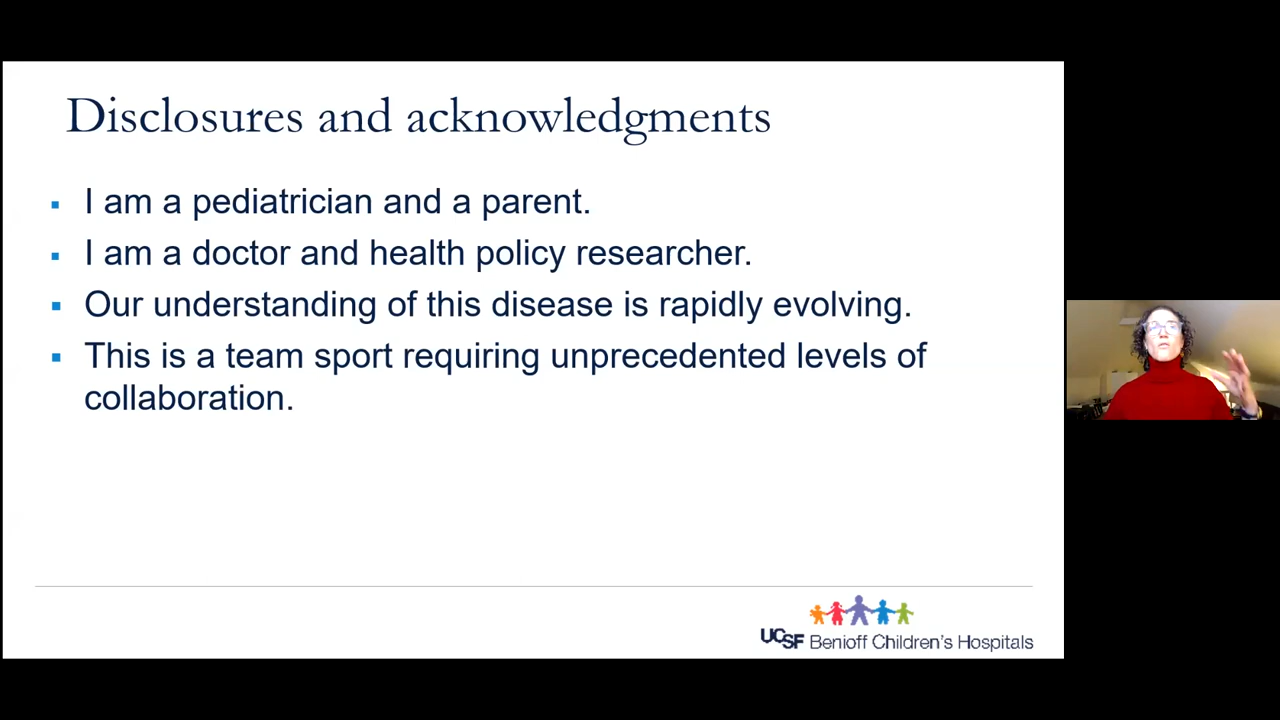 Disclosures and acknowledgments
▪ I am a pediatrician and a parent.
▪ I am a doctor and health policy researcher.
▪ Our understanding of this disease is rapidly evolving.
▪ This is a team sport requiring unprecedented levels of
collaboration.
UCSF Benioff Children's Hospitals